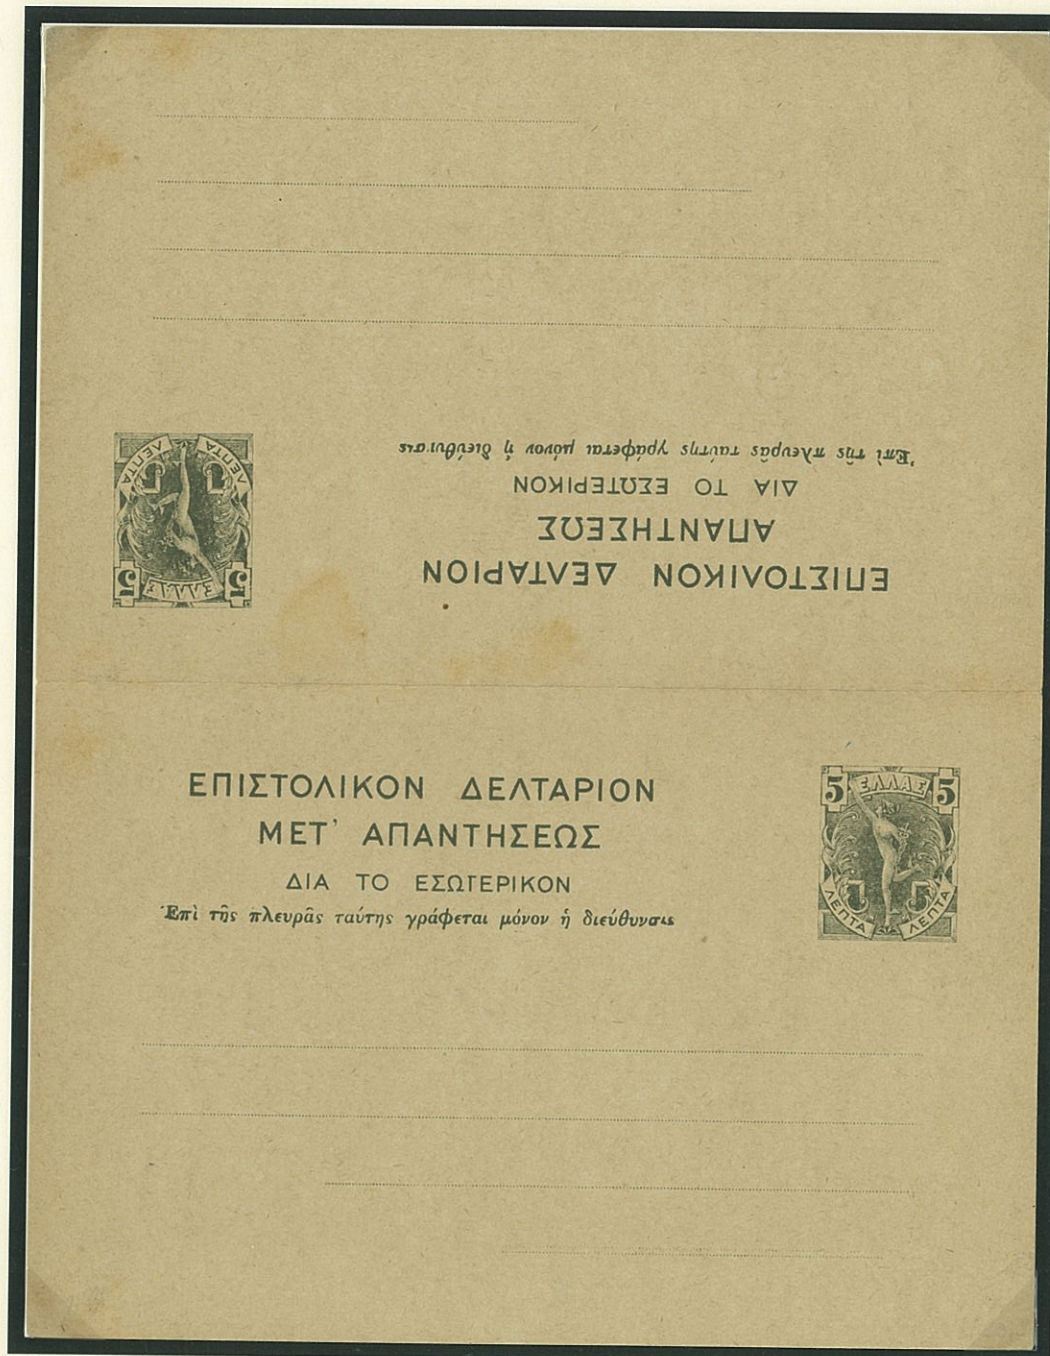 ΕΠΙΣΤΟΛΙΚΟΝ ΔΕΛΤΑΡΙΟΝ
ΑΠΑΝΤΗΣΕΩΣ
ΔΙΑ ΤΟ ΕΣΩΤΕΡΙΚΟΝ
Ἐπὶ τῆς πλευρᾶς ταύτης γράφεται μόνον ἡ διεύθυνσις
5 ΕΛΛΑΣ 5
ΛΕΠΤΑ ΛΕΠΤΑ
ΕΠΙΣΤΟΛΙΚΟΝ ΔΕΛΤΑΡΙΟΝ
ΜΕΤ' ΑΠΑΝΤΗΣΕΩΣ
ΔΙΑ ΤΟ ΕΣΩΤΕΡΙΚΟΝ
Ἐπὶ τῆς πλευρᾶς ταύτης γράφεται μόνον ἡ διεύθυνσις
5 ΕΛΛΑΣ 5
ΛΕΠΤΑ ΛΕΠΤΑ